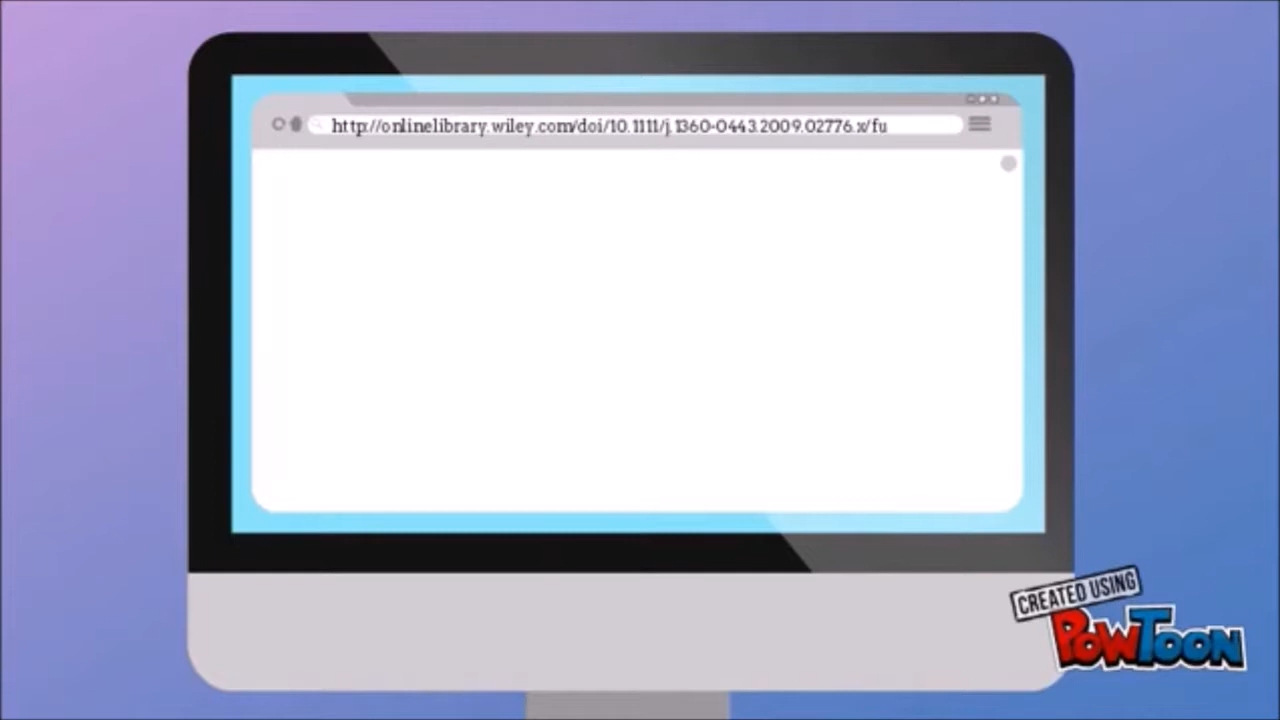 http://onlinelibrary.wiley.com/doi/10.1111/j.1360-0443.2009.02776.x/fu
CREATED USING
POWTOON